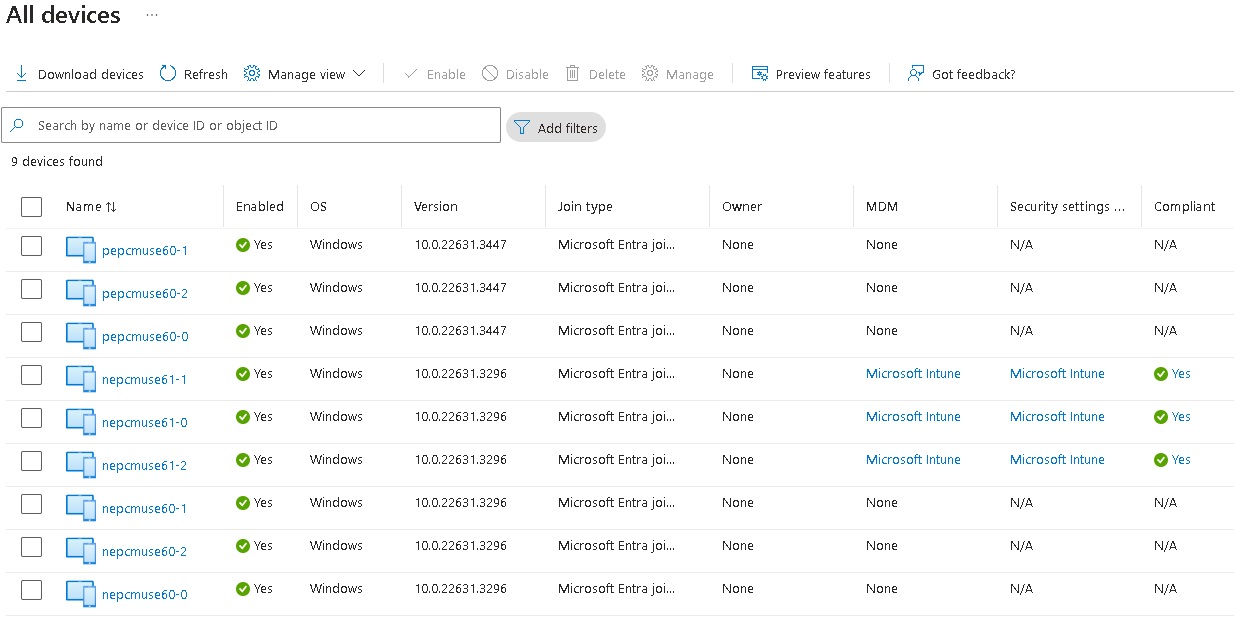 All devices ...
Download devices Refresh Manage view Enable Disable Delete Manage Preview features Got feedback?
Search by name or device ID or object ID Add filters
9 devices found
Name Enabled OS Version Join type Owner MDM Security settings ... Compliant
pepcmuse60-1 Yes Windows 10.0.22631.3447 Microsoft Entra joi... None None N/A N/A
pepcmuse60-2 Yes Windows 10.0.22631.3447 Microsoft Entra joi... None None N/A N/A
pepcmuse60-0 Yes Windows 10.0.22631.3447 Microsoft Entra joi... None None N/A N/A
nepcmuse61-1 Yes Windows 10.0.22631.3296 Microsoft Entra joi... None Microsoft Intune Microsoft Intune Yes
nepcmuse61-0 Yes Windows 10.0.22631.3296 Microsoft Entra joi... None Microsoft Intune Microsoft Intune Yes
nepcmuse61-2 Yes Windows 10.0.22631.3296 Microsoft Entra joi... None Microsoft Intune Microsoft Intune Yes
nepcmuse60-1 Yes Windows 10.0.22631.3296 Microsoft Entra joi... None None N/A N/A
nepcmuse60-2 Yes Windows 10.0.22631.3296 Microsoft Entra joi... None None N/A N/A
nepcmuse60-0 Yes Windows 10.0.22631.3296 Microsoft Entra joi... None None N/A N/A